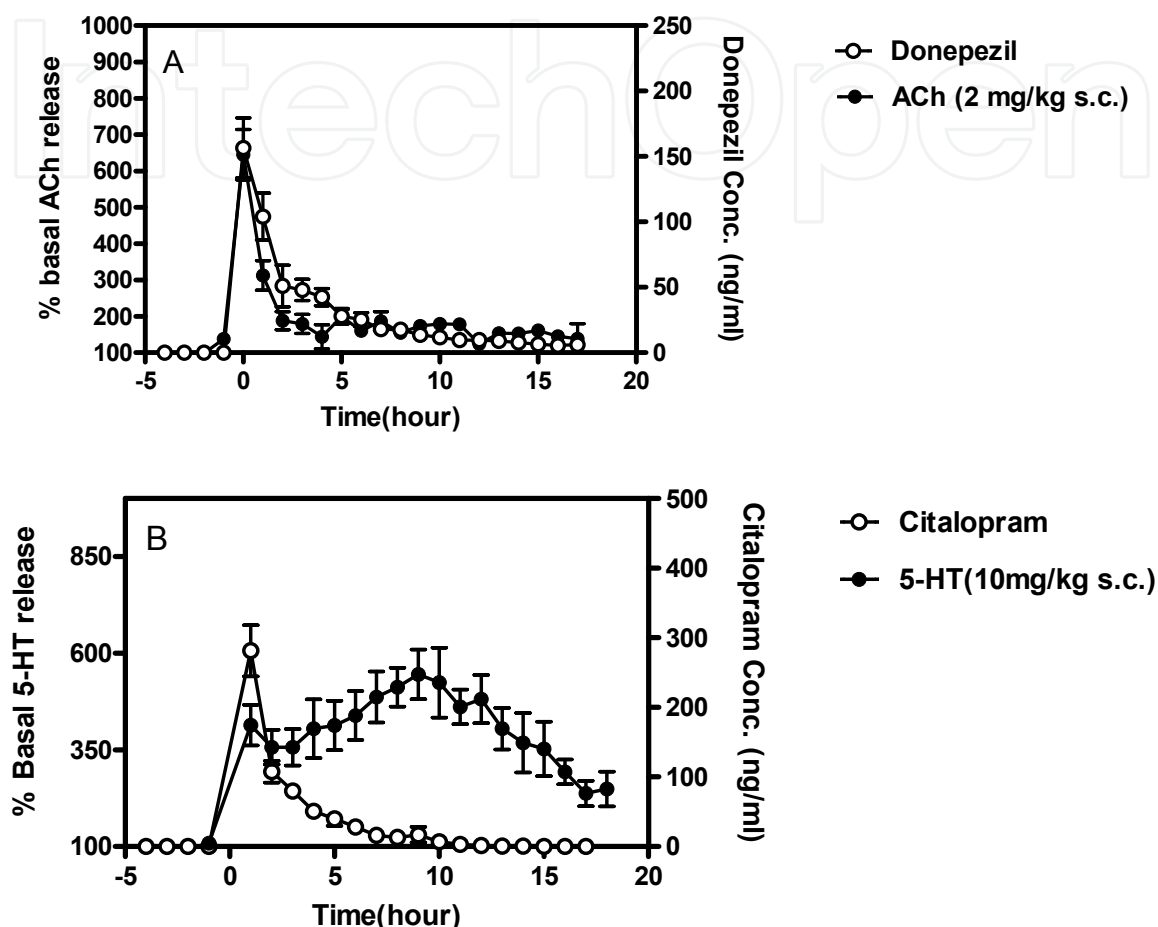 IntechOpen
A
% basal ACh release
1000
900
800
700
600
500
400
300
200
100
250
200
150
100
50
0
Donepezil Conc. (ng/ml)
-5 0 5 10 15 20
Time(hour)
Donepezil
ACh (2 mg/kg s.c.)
B
% Basal 5-HT release
850
600
350
100
500
400
300
200
100
0
Citalopram Conc. (ng/ml)
-5 0 5 10 15 20
Time(hour)
Citalopram
5-HT(10mg/kg s.c.)